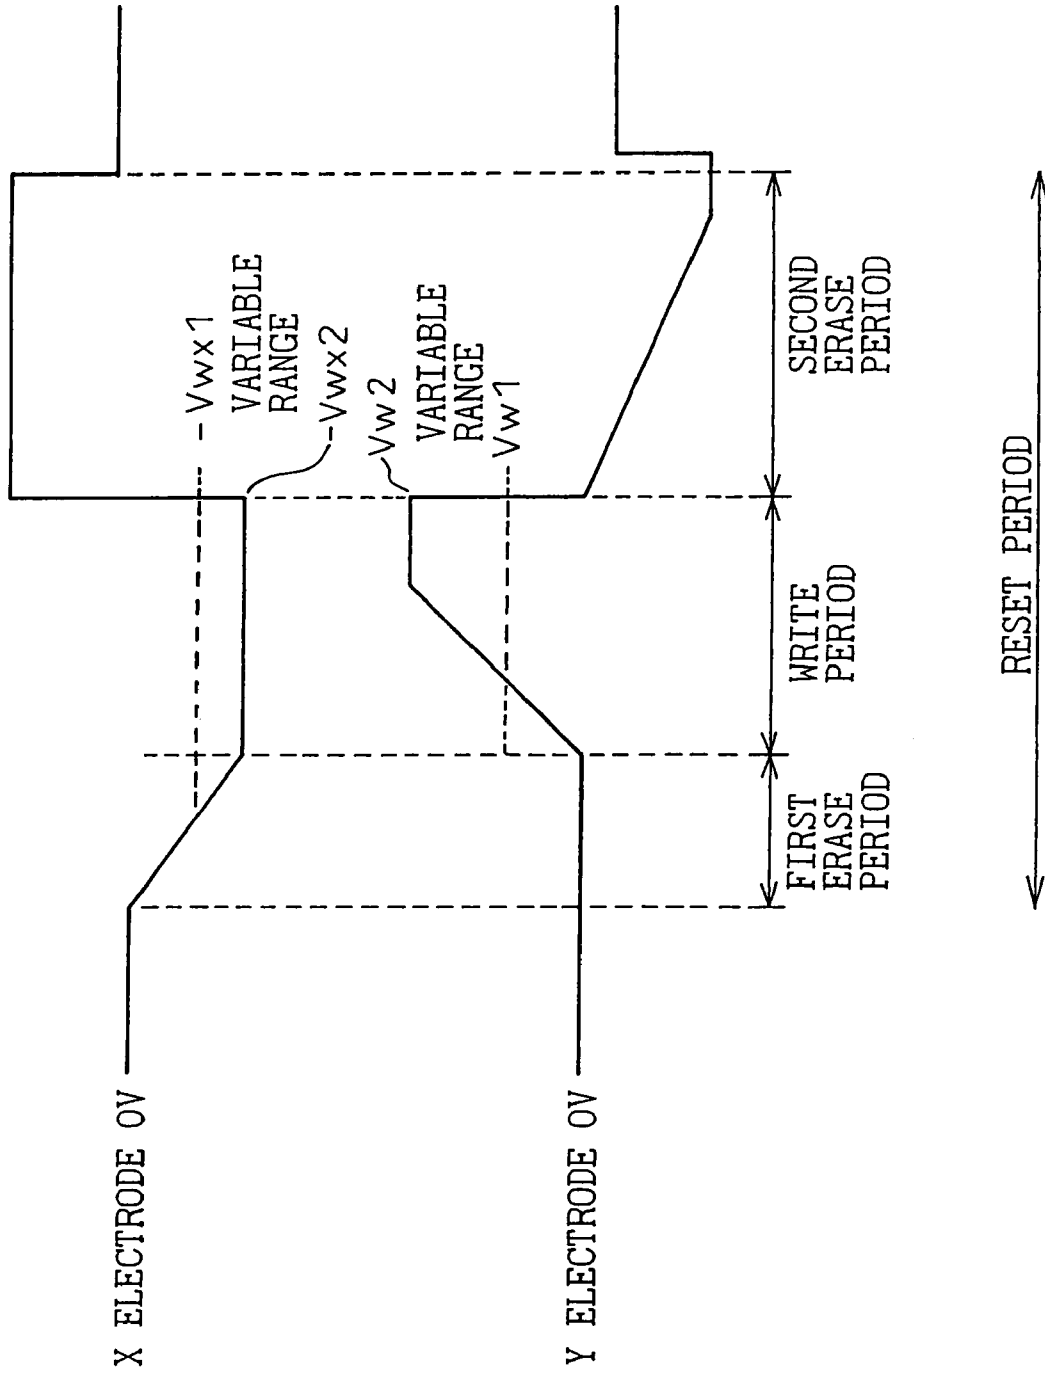 X ELECTRODE 0V
-Vwx1
VARIABLE
RANGE
-Vwx2
Vw2
VARIABLE
RANGE
Vw1
Y ELECTRODE 0V
FIRST
ERASE
PERIOD
WRITE
PERIOD
SECOND
ERASE
PERIOD
RESET PERIOD